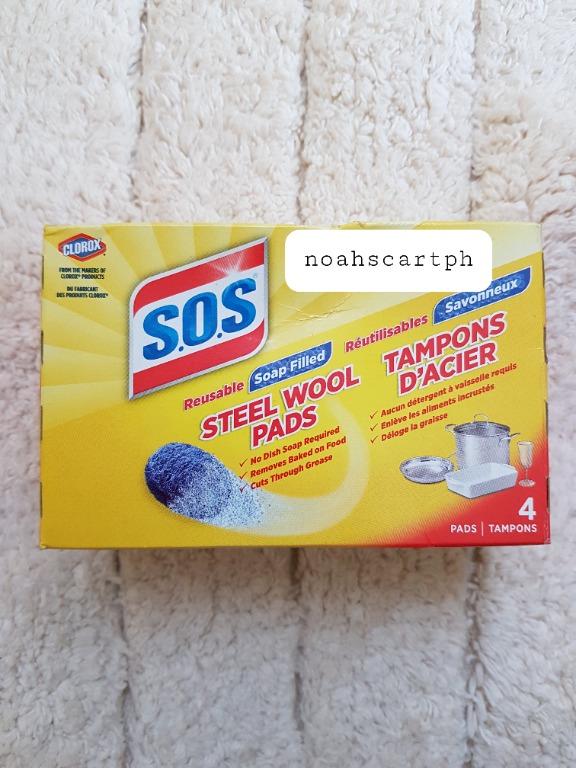 CLOROX
FROM THE MAKERS OF
CLOROX® PRODUCTS
DU FABRICANT
DES PRODUITS CLOROX®
noahscartph
S.O.S®
Reusable Soap Filled
STEEL WOOL
PADS
✓ No Dish Soap Required
✓ Removes Baked on Food
✓ Cuts Through Grease
Réutilisables Savonneux
TAMPONS
D'ACIER
✓ Aucun détergent à vaisselle requis
✓ Enlève les aliments incrustés
✓ Déloge la graisse
4
PADS | TAMPONS